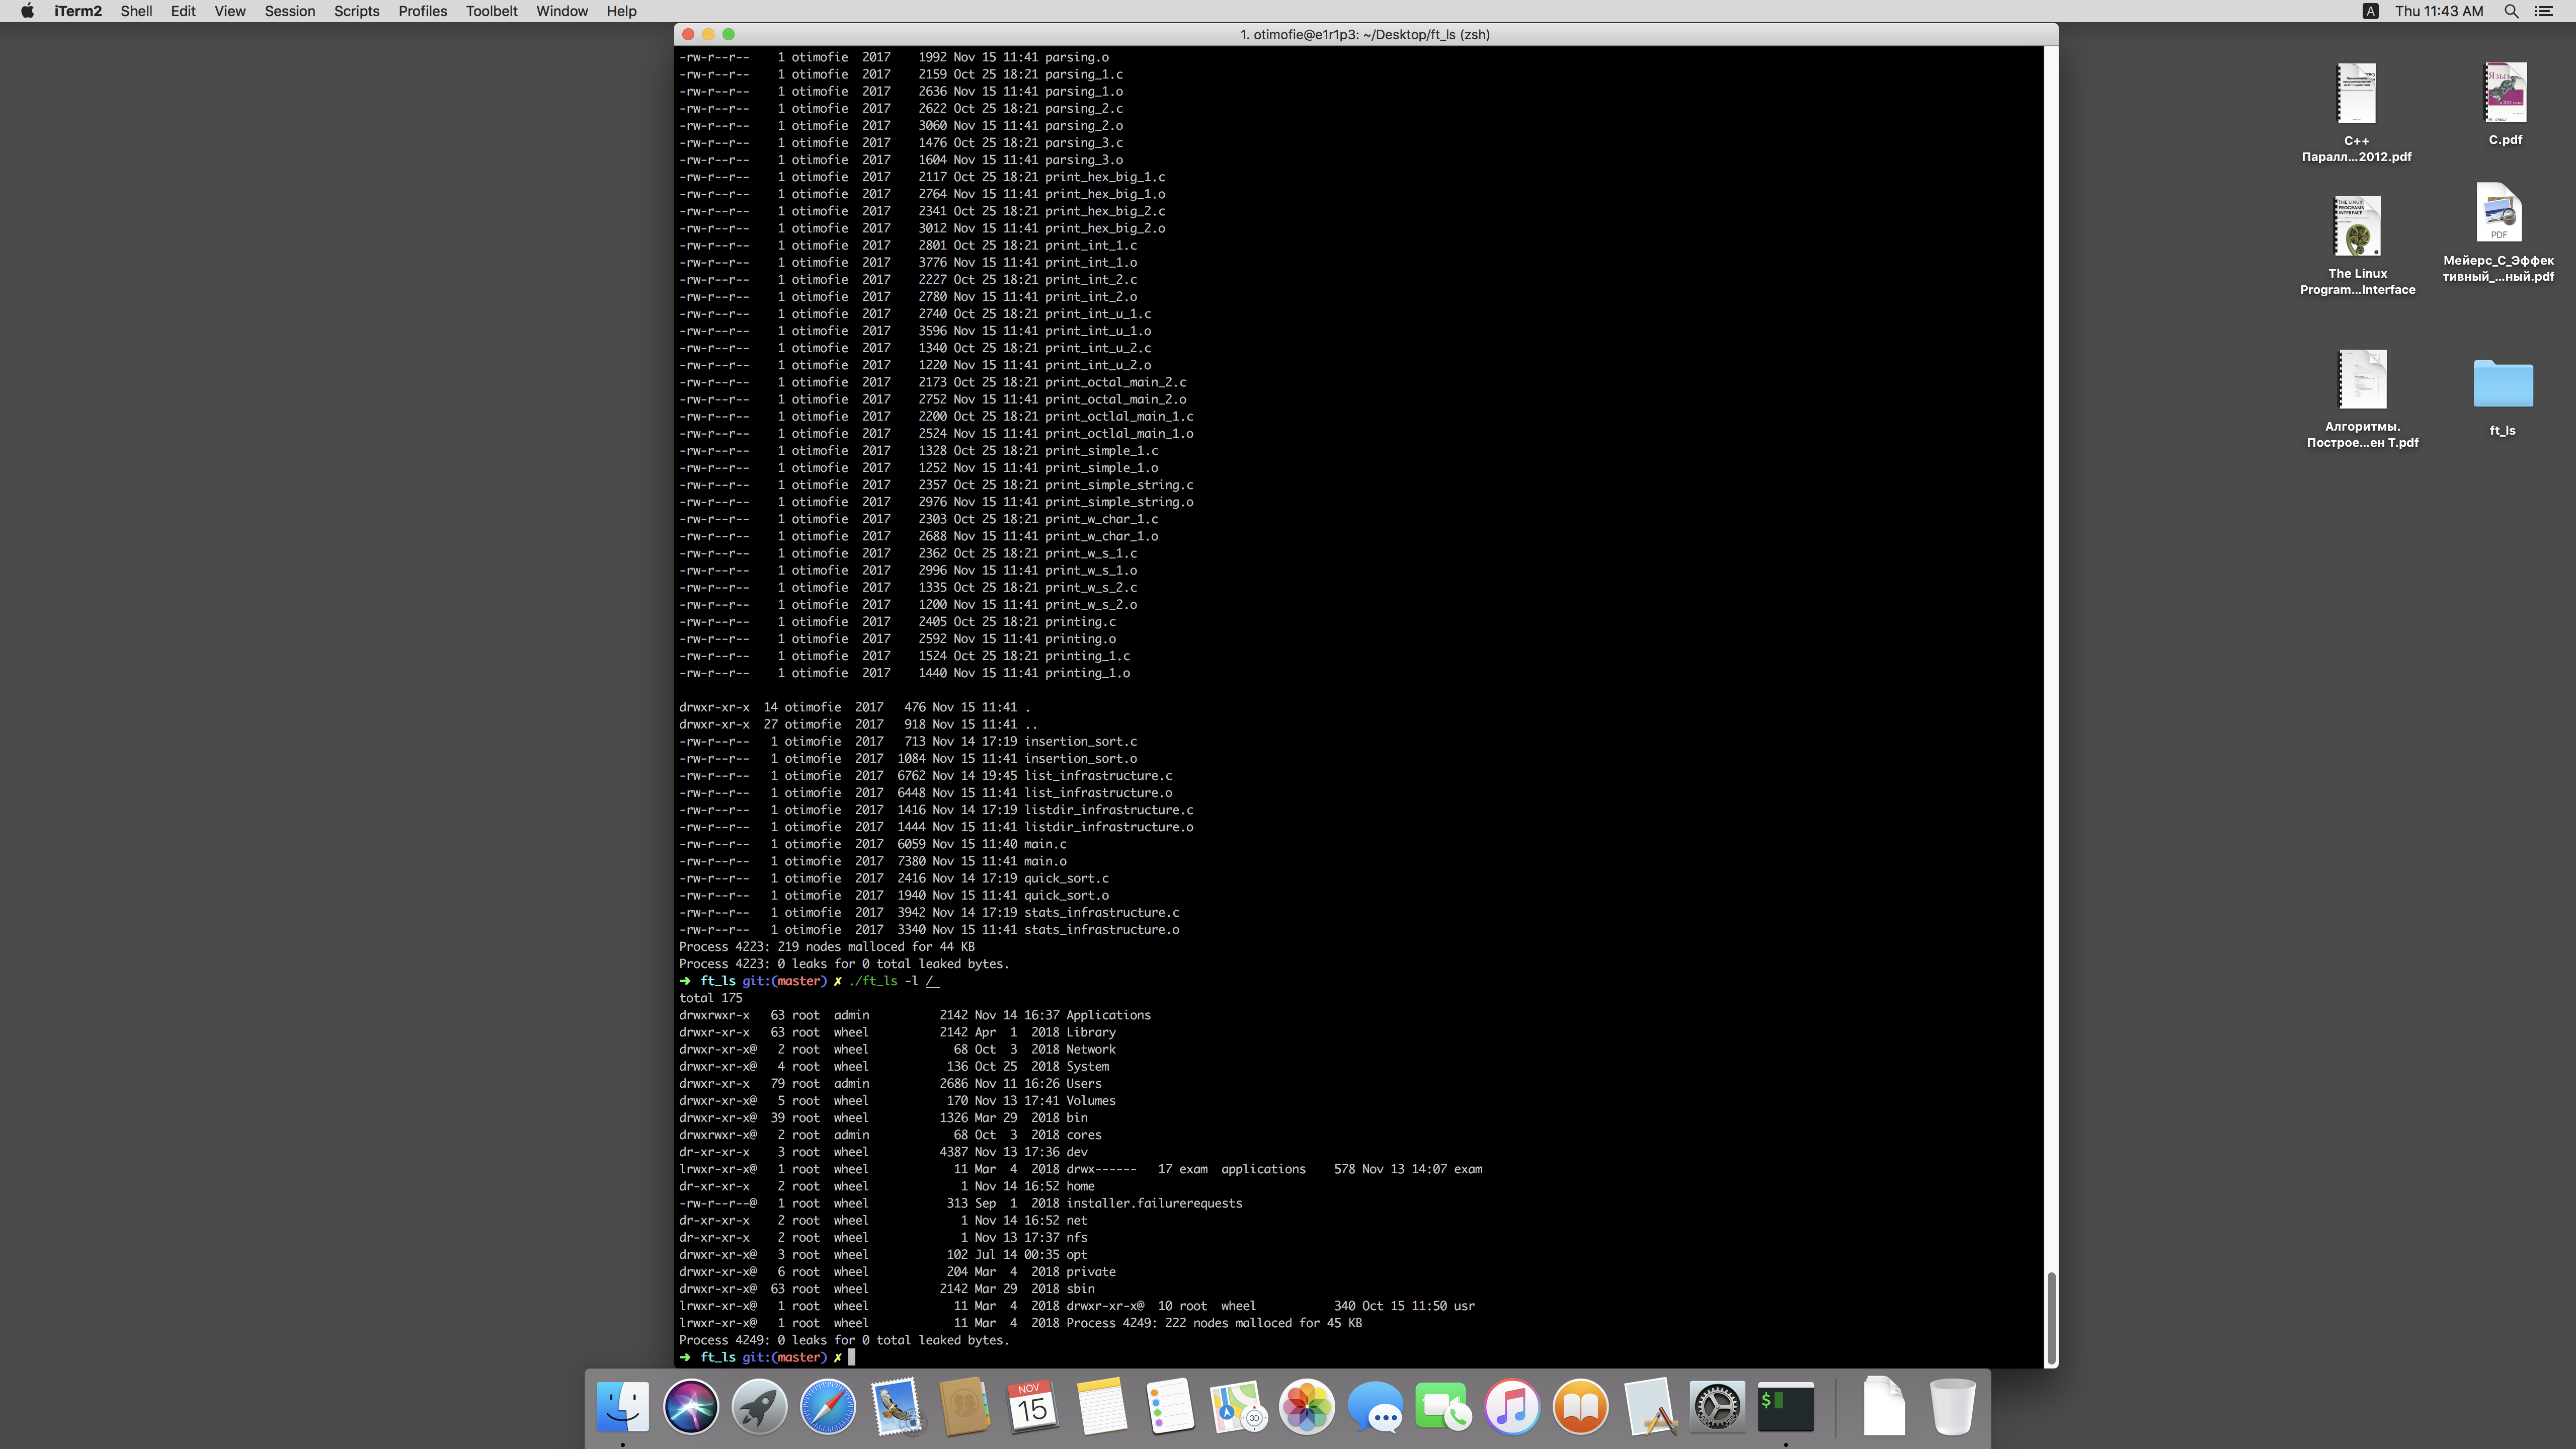 iTerm2 Shell Edit View Session Scripts Profiles Toolbelt Window Help
A Thu 11:43 AM
1. otimofie@e1r1p3: ~/Desktop/ft_ls (zsh)
-rw-r--r--    1 otimofie  2017    1992 Nov 15 11:41 parsing.o
-rw-r--r--    1 otimofie  2017    2159 Oct 25 18:21 parsing_1.c
-rw-r--r--    1 otimofie  2017    2636 Nov 15 11:41 parsing_1.o
-rw-r--r--    1 otimofie  2017    2622 Oct 25 18:21 parsing_2.c
-rw-r--r--    1 otimofie  2017    3060 Nov 15 11:41 parsing_2.o
-rw-r--r--    1 otimofie  2017    1476 Oct 25 18:21 parsing_3.c
-rw-r--r--    1 otimofie  2017    1604 Nov 15 11:41 parsing_3.o
-rw-r--r--    1 otimofie  2017    2117 Oct 25 18:21 print_hex_big_1.c
-rw-r--r--    1 otimofie  2017    2764 Nov 15 11:41 print_hex_big_1.o
-rw-r--r--    1 otimofie  2017    2341 Oct 25 18:21 print_hex_big_2.c
-rw-r--r--    1 otimofie  2017    3012 Nov 15 11:41 print_hex_big_2.o
-rw-r--r--    1 otimofie  2017    2801 Oct 25 18:21 print_int_1.c
-rw-r--r--    1 otimofie  2017    3776 Nov 15 11:41 print_int_1.o
-rw-r--r--    1 otimofie  2017    2227 Oct 25 18:21 print_int_2.c
-rw-r--r--    1 otimofie  2017    2780 Nov 15 11:41 print_int_2.o
-rw-r--r--    1 otimofie  2017    2740 Oct 25 18:21 print_int_u_1.c
-rw-r--r--    1 otimofie  2017    3596 Nov 15 11:41 print_int_u_1.o
-rw-r--r--    1 otimofie  2017    1340 Oct 25 18:21 print_int_u_2.c
-rw-r--r--    1 otimofie  2017    1220 Nov 15 11:41 print_int_u_2.o
-rw-r--r--    1 otimofie  2017    2173 Oct 25 18:21 print_octal_main_2.c
-rw-r--r--    1 otimofie  2017    2752 Nov 15 11:41 print_octal_main_2.o
-rw-r--r--    1 otimofie  2017    2200 Oct 25 18:21 print_octlal_main_1.c
-rw-r--r--    1 otimofie  2017    2524 Nov 15 11:41 print_octlal_main_1.o
-rw-r--r--    1 otimofie  2017    1328 Oct 25 18:21 print_simple_1.c
-rw-r--r--    1 otimofie  2017    1252 Nov 15 11:41 print_simple_1.o
-rw-r--r--    1 otimofie  2017    2357 Oct 25 18:21 print_simple_string.c
-rw-r--r--    1 otimofie  2017    2976 Nov 15 11:41 print_simple_string.o
-rw-r--r--    1 otimofie  2017    2303 Oct 25 18:21 print_w_char_1.c
-rw-r--r--    1 otimofie  2017    2688 Nov 15 11:41 print_w_char_1.o
-rw-r--r--    1 otimofie  2017    2362 Oct 25 18:21 print_w_s_1.c
-rw-r--r--    1 otimofie  2017    2996 Nov 15 11:41 print_w_s_1.o
-rw-r--r--    1 otimofie  2017    1335 Oct 25 18:21 print_w_s_2.c
-rw-r--r--    1 otimofie  2017    1200 Nov 15 11:41 print_w_s_2.o
-rw-r--r--    1 otimofie  2017    2405 Oct 25 18:21 printing.c
-rw-r--r--    1 otimofie  2017    2592 Nov 15 11:41 printing.o
-rw-r--r--    1 otimofie  2017    1524 Oct 25 18:21 printing_1.c
-rw-r--r--    1 otimofie  2017    1440 Nov 15 11:41 printing_1.o
drwxr-xr-x  14 otimofie  2017   476 Nov 15 11:41 .
drwxr-xr-x  27 otimofie  2017   918 Nov 15 11:41 ..
-rw-r--r--   1 otimofie  2017   713 Nov 14 17:19 insertion_sort.c
-rw-r--r--   1 otimofie  2017  1084 Nov 15 11:41 insertion_sort.o
-rw-r--r--   1 otimofie  2017  6762 Nov 14 19:45 list_infrastructure.c
-rw-r--r--   1 otimofie  2017  6448 Nov 15 11:41 list_infrastructure.o
-rw-r--r--   1 otimofie  2017  1416 Nov 14 17:19 listdir_infrastructure.c
-rw-r--r--   1 otimofie  2017  1444 Nov 15 11:41 listdir_infrastructure.o
-rw-r--r--   1 otimofie  2017  6059 Nov 15 11:40 main.c
-rw-r--r--   1 otimofie  2017  7380 Nov 15 11:41 main.o
-rw-r--r--   1 otimofie  2017  2416 Nov 14 17:19 quick_sort.c
-rw-r--r--   1 otimofie  2017  1940 Nov 15 11:41 quick_sort.o
-rw-r--r--   1 otimofie  2017  3942 Nov 14 17:19 stats_infrastructure.c
-rw-r--r--   1 otimofie  2017  3340 Nov 15 11:41 stats_infrastructure.o
Process 4223: 219 nodes malloced for 44 KB
Process 4223: 0 leaks for 0 total leaked bytes.
➜  ft_ls git:(master) ✗ ./ft_ls -l /
total 175
drwxrwxr-x   63 root  admin          2142 Nov 14 16:37 Applications
drwxr-xr-x   63 root  wheel          2142 Apr  1  2018 Library
drwxr-xr-x@   2 root  wheel            68 Oct  3  2018 Network
drwxr-xr-x@   4 root  wheel           136 Oct 25  2018 System
drwxr-xr-x   79 root  admin          2686 Nov 11 16:26 Users
drwxr-xr-x@   5 root  wheel           170 Nov 13 17:41 Volumes
drwxr-xr-x@  39 root  wheel          1326 Mar 29  2018 bin
drwxrwxr-x@   2 root  admin            68 Oct  3  2018 cores
dr-xr-xr-x    3 root  wheel          4387 Nov 13 17:36 dev
lrwxr-xr-x@   1 root  wheel            11 Mar  4  2018 drwx------   17 exam  applications    578 Nov 13 14:07 exam
dr-xr-xr-x    2 root  wheel             1 Nov 14 16:52 home
-rw-r--r--@   1 root  wheel           313 Sep  1  2018 installer.failurerequests
dr-xr-xr-x    2 root  wheel             1 Nov 14 16:52 net
dr-xr-xr-x    2 root  wheel             1 Nov 13 17:37 nfs
drwxr-xr-x@   3 root  wheel           102 Jul 14 00:35 opt
drwxr-xr-x@   6 root  wheel           204 Mar  4  2018 private
drwxr-xr-x@  63 root  wheel          2142 Mar 29  2018 sbin
lrwxr-xr-x@   1 root  wheel            11 Mar  4  2018 drwxr-xr-x@  10 root  wheel           340 Oct 15 11:50 usr
lrwxr-xr-x@   1 root  wheel            11 Mar  4  2018 Process 4249: 222 nodes malloced for 45 KB
Process 4249: 0 leaks for 0 total leaked bytes.
➜  ft_ls git:(master) ✗
C++
Паралл...2012.pdf
Язык
C.pdf
THE LINUX
PROGRAMMING
INTERFACE
The Linux
Program...Interface
PDF
Мейерс_С_Эффек
тивный_...ный.pdf
Алгоритмы.
Построе...ен Т.pdf
ft_ls
NOV
15
3D
$